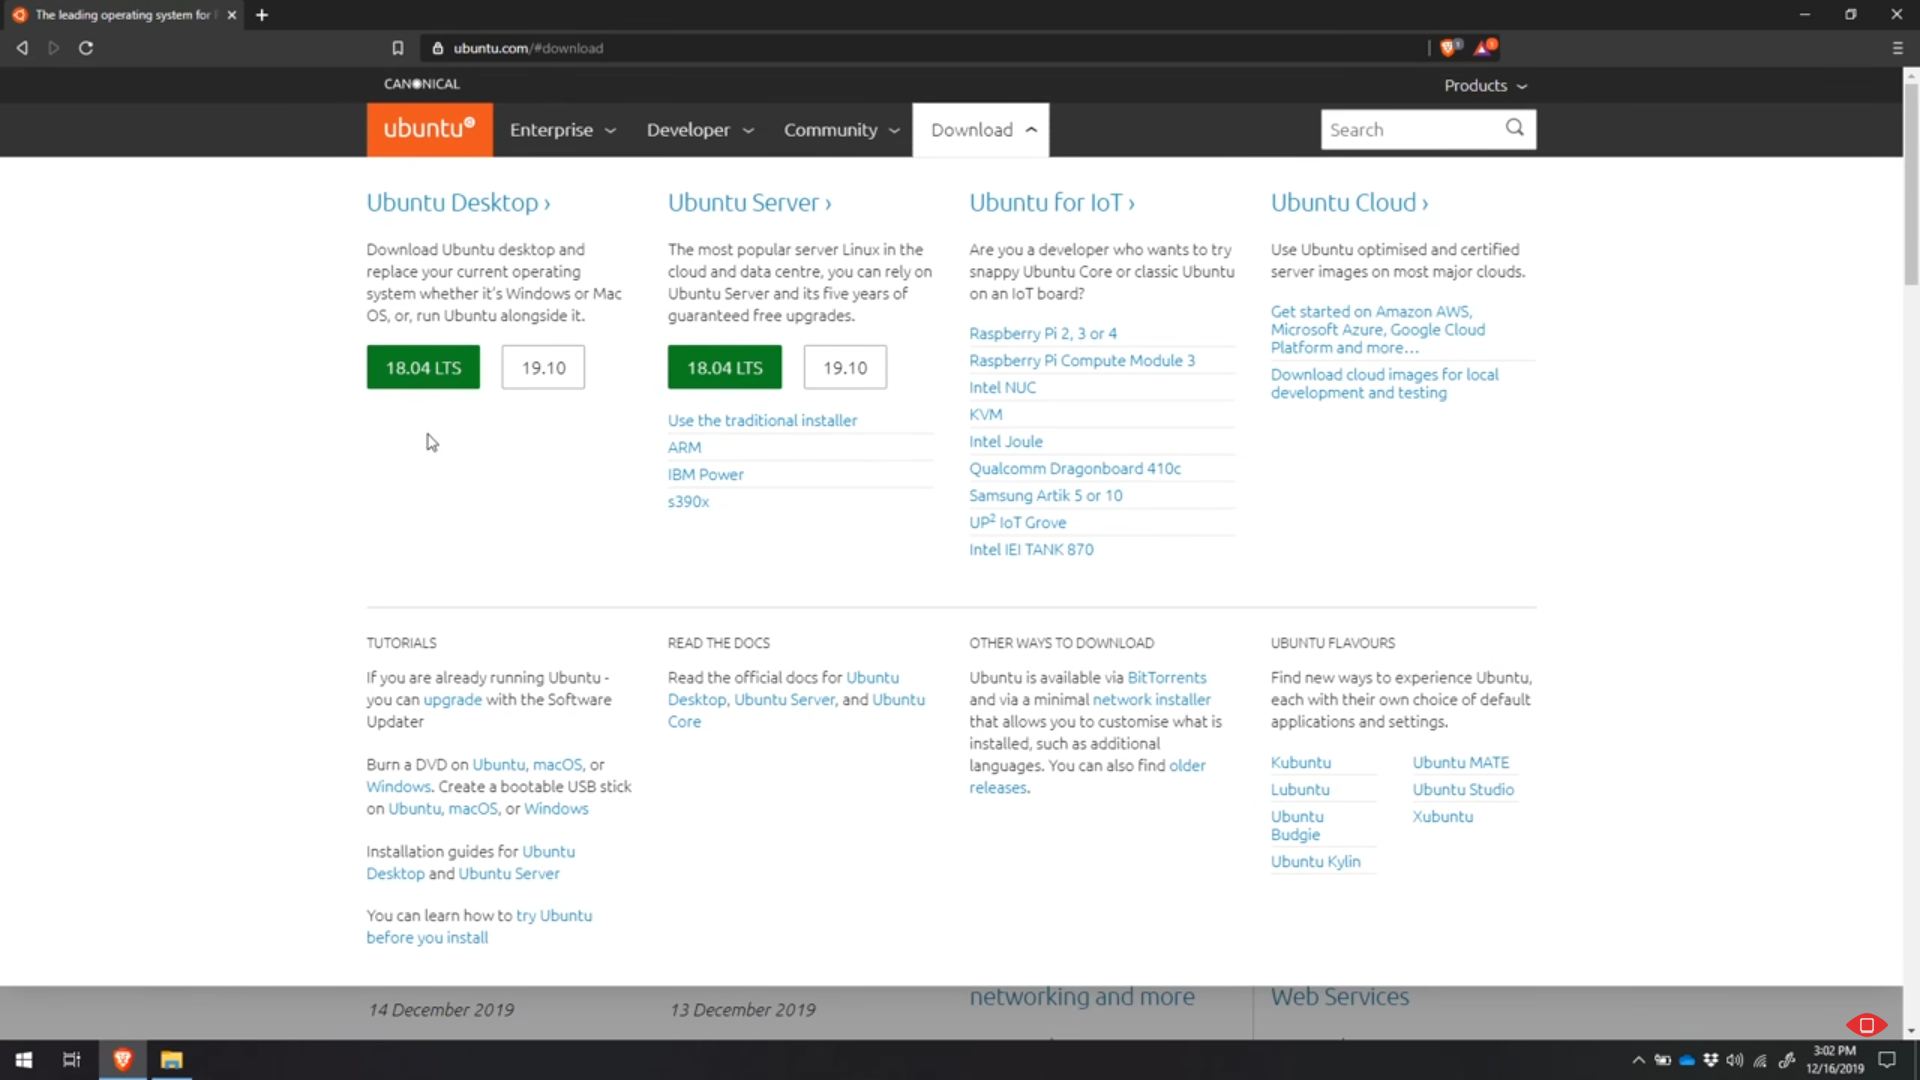 The leading operating system for
ubuntu.com/#download
CANONICAL
Products
ubuntu
Enterprise
Developer
Community
Download
Search
Ubuntu Desktop ›
Download Ubuntu desktop and
replace your current operating
system whether it's Windows or Mac
OS, or, run Ubuntu alongside it.
18.04 LTS
19.10
Ubuntu Server ›
The most popular server Linux in the
cloud and data centre, you can rely on
Ubuntu Server and its five years of
guaranteed free upgrades.
18.04 LTS
19.10
Use the traditional installer
ARM
IBM Power
s390x
Ubuntu for IoT ›
Are you a developer who wants to try
snappy Ubuntu Core or classic Ubuntu
on an IoT board?
Raspberry Pi 2, 3 or 4
Raspberry Pi Compute Module 3
Intel NUC
KVM
Intel Joule
Qualcomm Dragonboard 410c
Samsung Artik 5 or 10
UP² IoT Grove
Intel IEI TANK 870
Ubuntu Cloud ›
Use Ubuntu optimised and certified
server images on most major clouds.
Get started on Amazon AWS,
Microsoft Azure, Google Cloud
Platform and more…
Download cloud images for local
development and testing
TUTORIALS
If you are already running Ubuntu -
you can upgrade with the Software
Updater
Burn a DVD on Ubuntu, macOS, or
Windows. Create a bootable USB stick
on Ubuntu, macOS, or Windows
Installation guides for Ubuntu
Desktop and Ubuntu Server
You can learn how to try Ubuntu
before you install
READ THE DOCS
Read the official docs for Ubuntu
Desktop, Ubuntu Server, and Ubuntu
Core
OTHER WAYS TO DOWNLOAD
Ubuntu is available via BitTorrents
and via a minimal network installer
that allows you to customise what is
installed, such as additional
languages. You can also find older
releases.
UBUNTU FLAVOURS
Find new ways to experience Ubuntu,
each with their own choice of default
applications and settings.
Kubuntu
Lubuntu
Ubuntu
Budgie
Ubuntu Kylin
Ubuntu MATE
Ubuntu Studio
Xubuntu
14 December 2019
13 December 2019
networking and more
Web Services
3:02 PM
12/16/2019